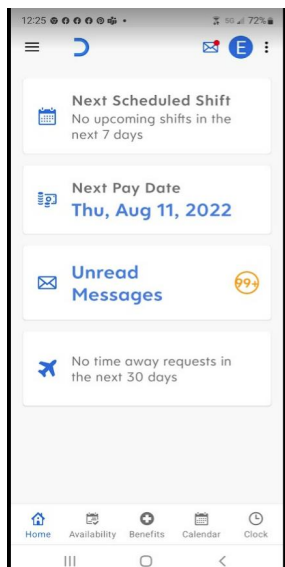 12:25
5G 72%
E
Next Scheduled Shift
No upcoming shifts in the
next 7 days
Next Pay Date
Thu, Aug 11, 2022
Unread
Messages
99+
No time away requests in
the next 30 days
Home Availability Benefits Calendar Clock